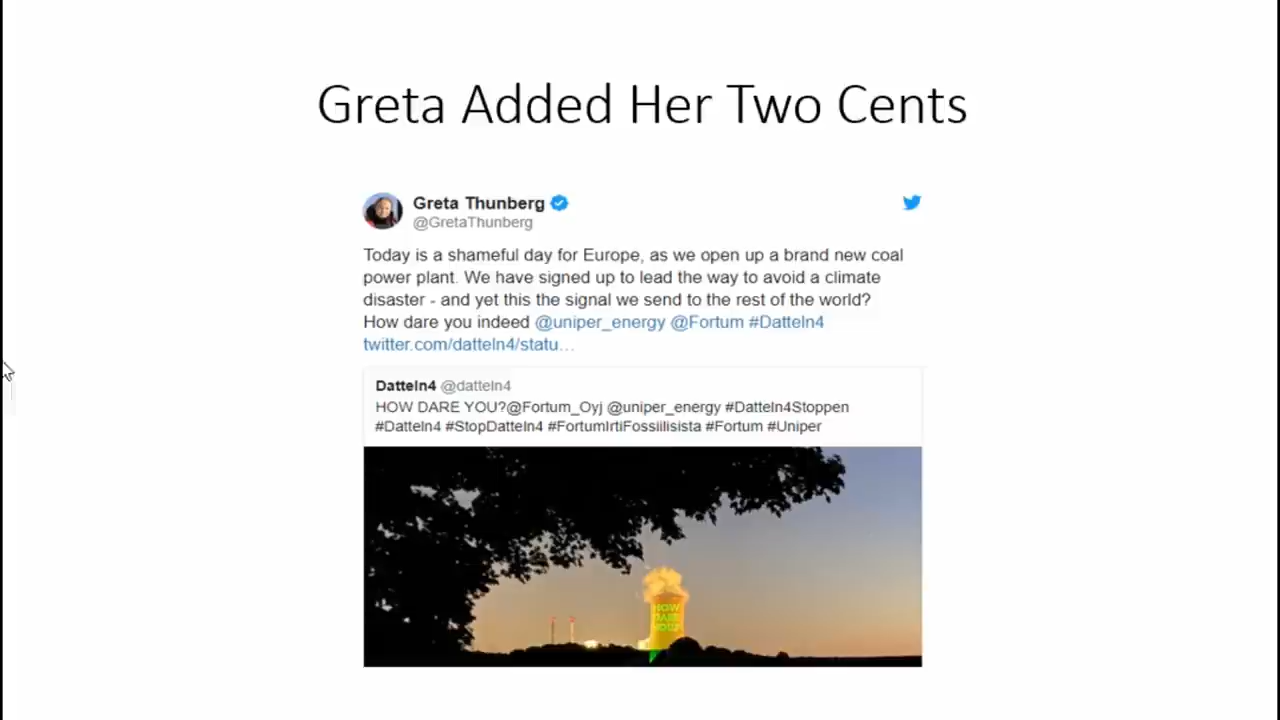 Greta Added Her Two Cents
Greta Thunberg
@GretaThunberg
Today is a shameful day for Europe, as we open up a brand new coal
power plant. We have signed up to lead the way to avoid a climate
disaster - and yet this the signal we send to the rest of the world?
How dare you indeed @uniper_energy @Fortum #Datteln4
twitter.com/datteln4/statu…
Datteln4 @datteln4
HOW DARE YOU?@Fortum_Oyj @uniper_energy #Datteln4Stoppen
#Datteln4 #StopDatteln4 #FortumIrtiFossiilisista #Fortum #Uniper
HOW
DARE
YOU?